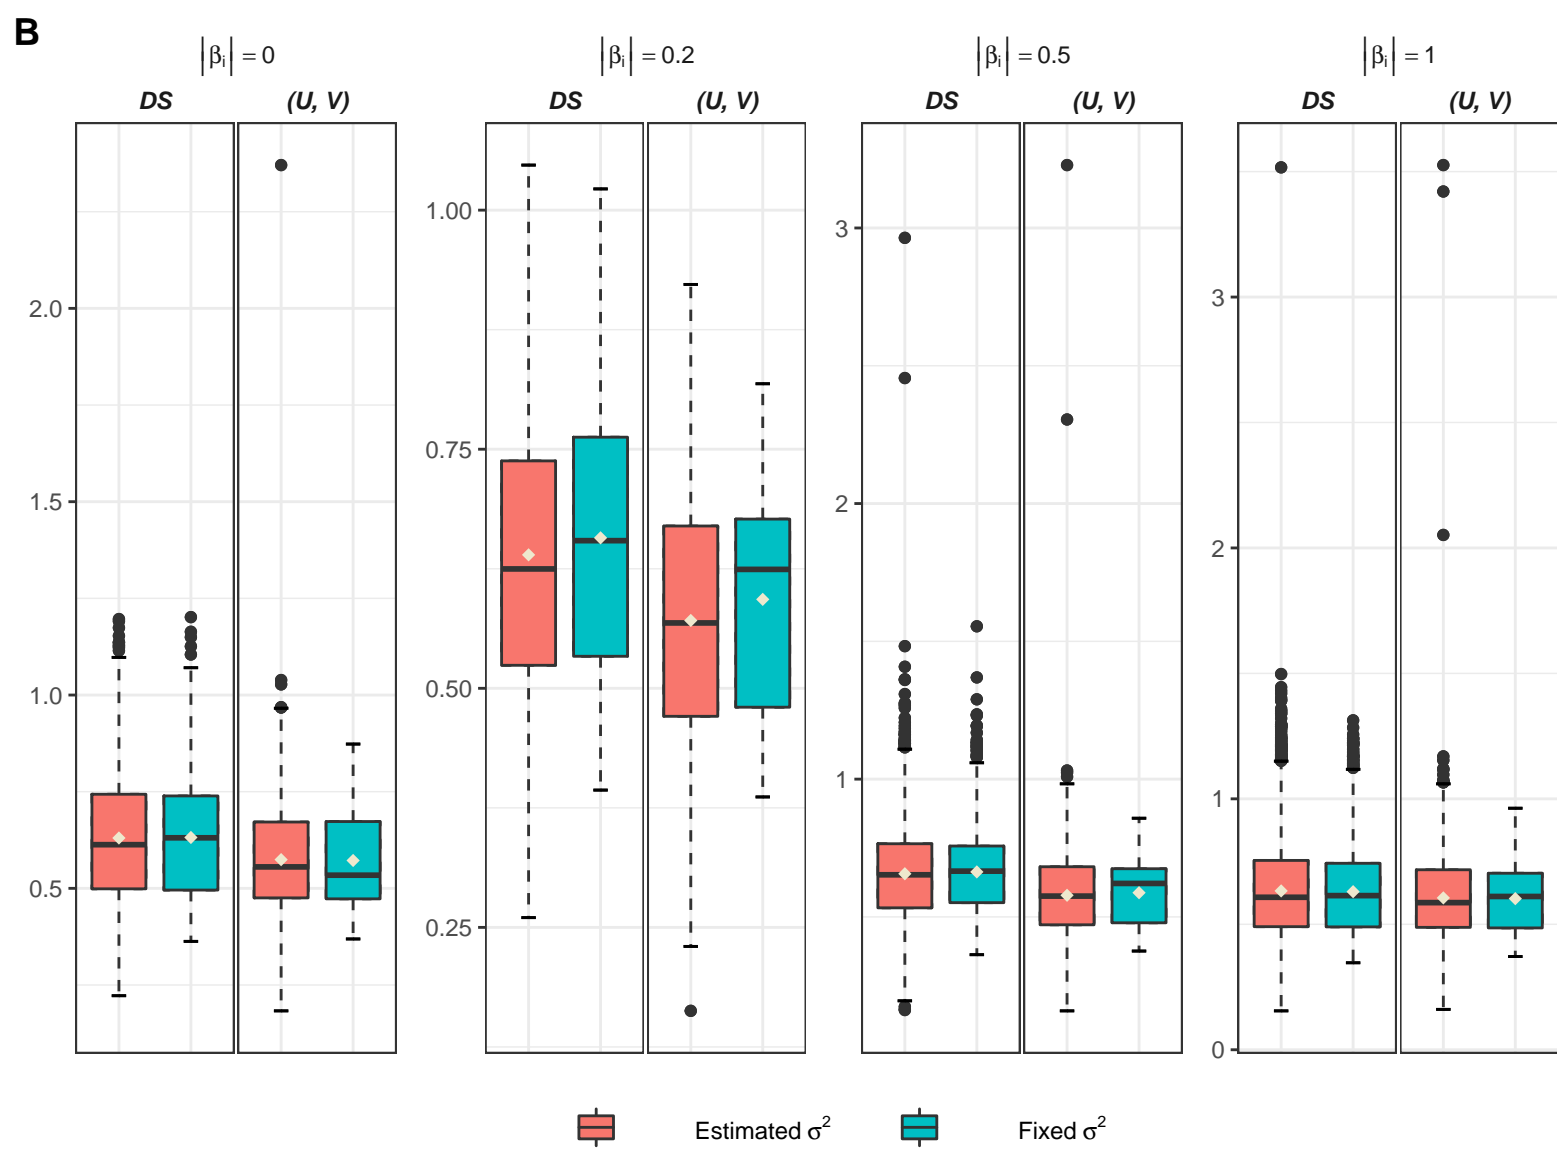 B
|βᵢ| = 0
|βᵢ| = 0.2
|βᵢ| = 0.5
|βᵢ| = 1
DS (U, V)
DS (U, V)
DS (U, V)
DS (U, V)
2.0
1.5
1.0
0.5
1.00
0.75
0.50
0.25
3
2
1
3
2
1
0
Estimated σ²
Fixed σ²